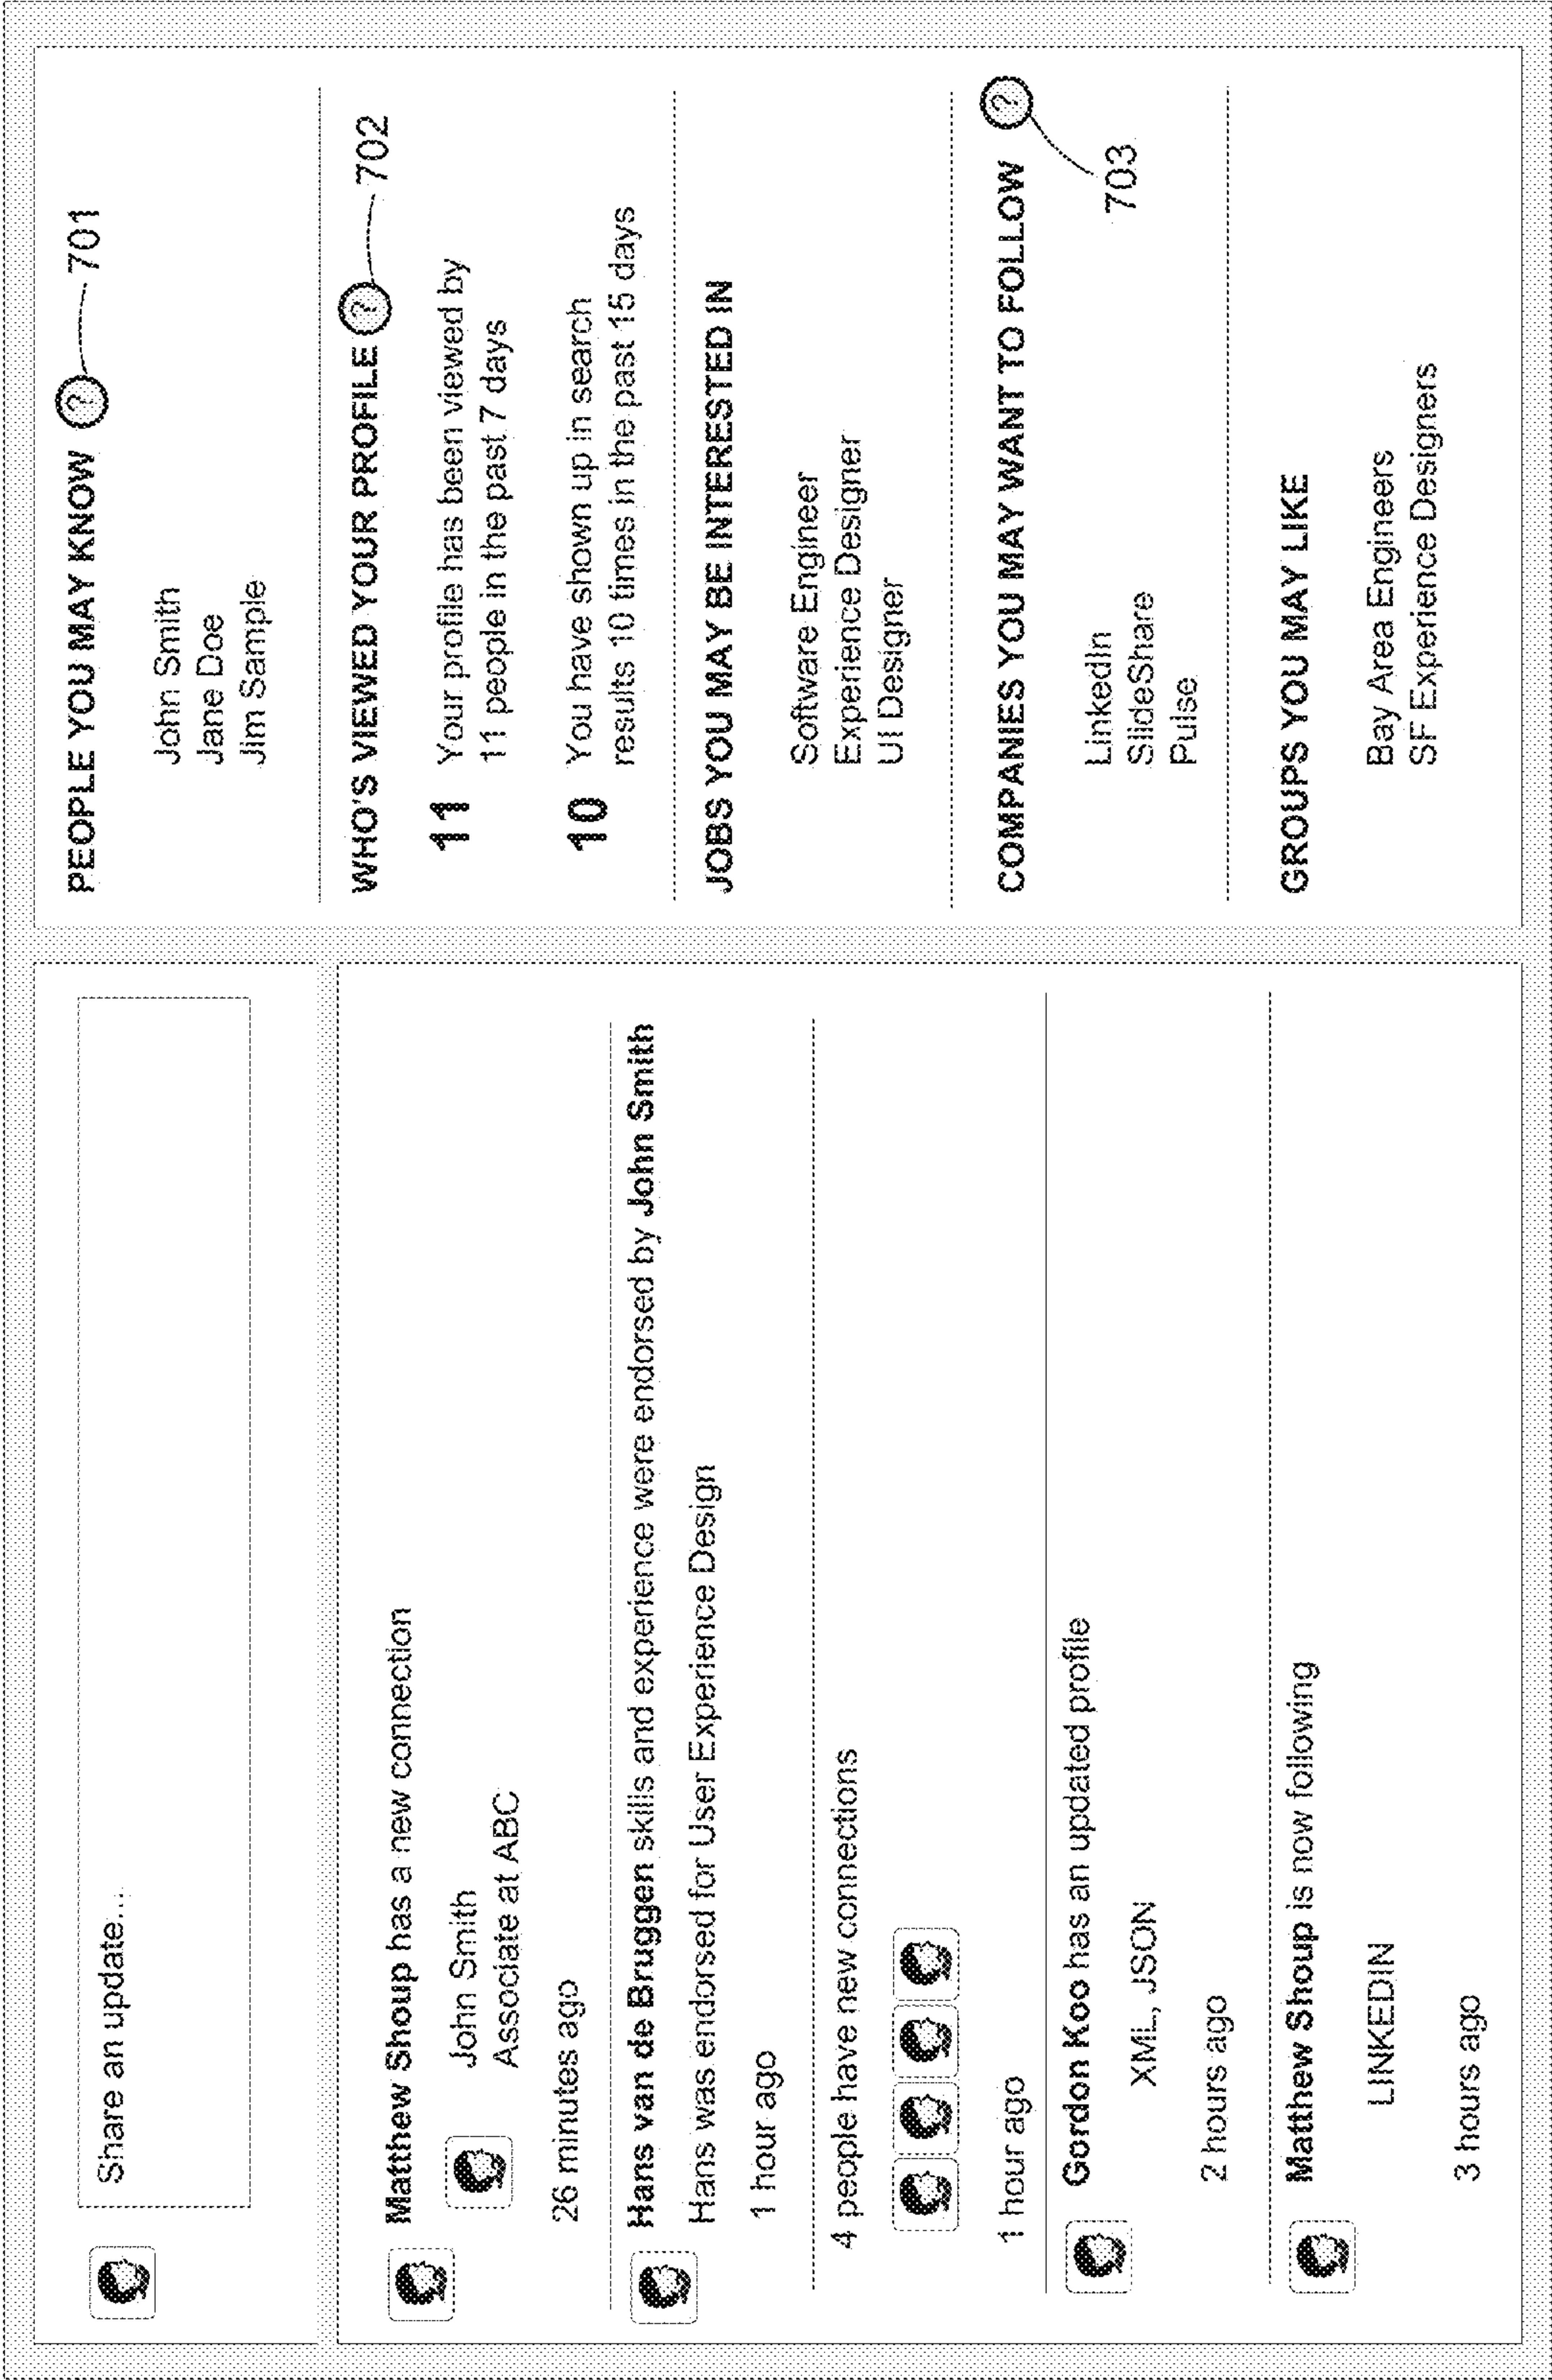 Share an update...
Matthew Shoup has a new connection
John Smith
Associate at ABC
26 minutes ago
Hans van de Bruggen skills and experience were endorsed by John Smith
Hans was endorsed for User Experience Design
1 hour ago
4 people have new connections
1 hour ago
Gordon Koo has an updated profile
XML, JSON
2 hours ago
Matthew Shoup is now following
LINKEDIN
3 hours ago
PEOPLE YOU MAY KNOW ? 701
John Smith
Jane Doe
Jim Sample
WHO'S VIEWED YOUR PROFILE ? 702
11 Your profile has been viewed by
11 people in the past 7 days
10 You have shown up in search
results 10 times in the past 15 days
JOBS YOU MAY BE INTERESTED IN
Software Engineer
Experience Designer
UI Designer
COMPANIES YOU MAY WANT TO FOLLOW ?
703
LinkedIn
SlideShare
Pulse
GROUPS YOU MAY LIKE
Bay Area Engineers
SF Experience Designers